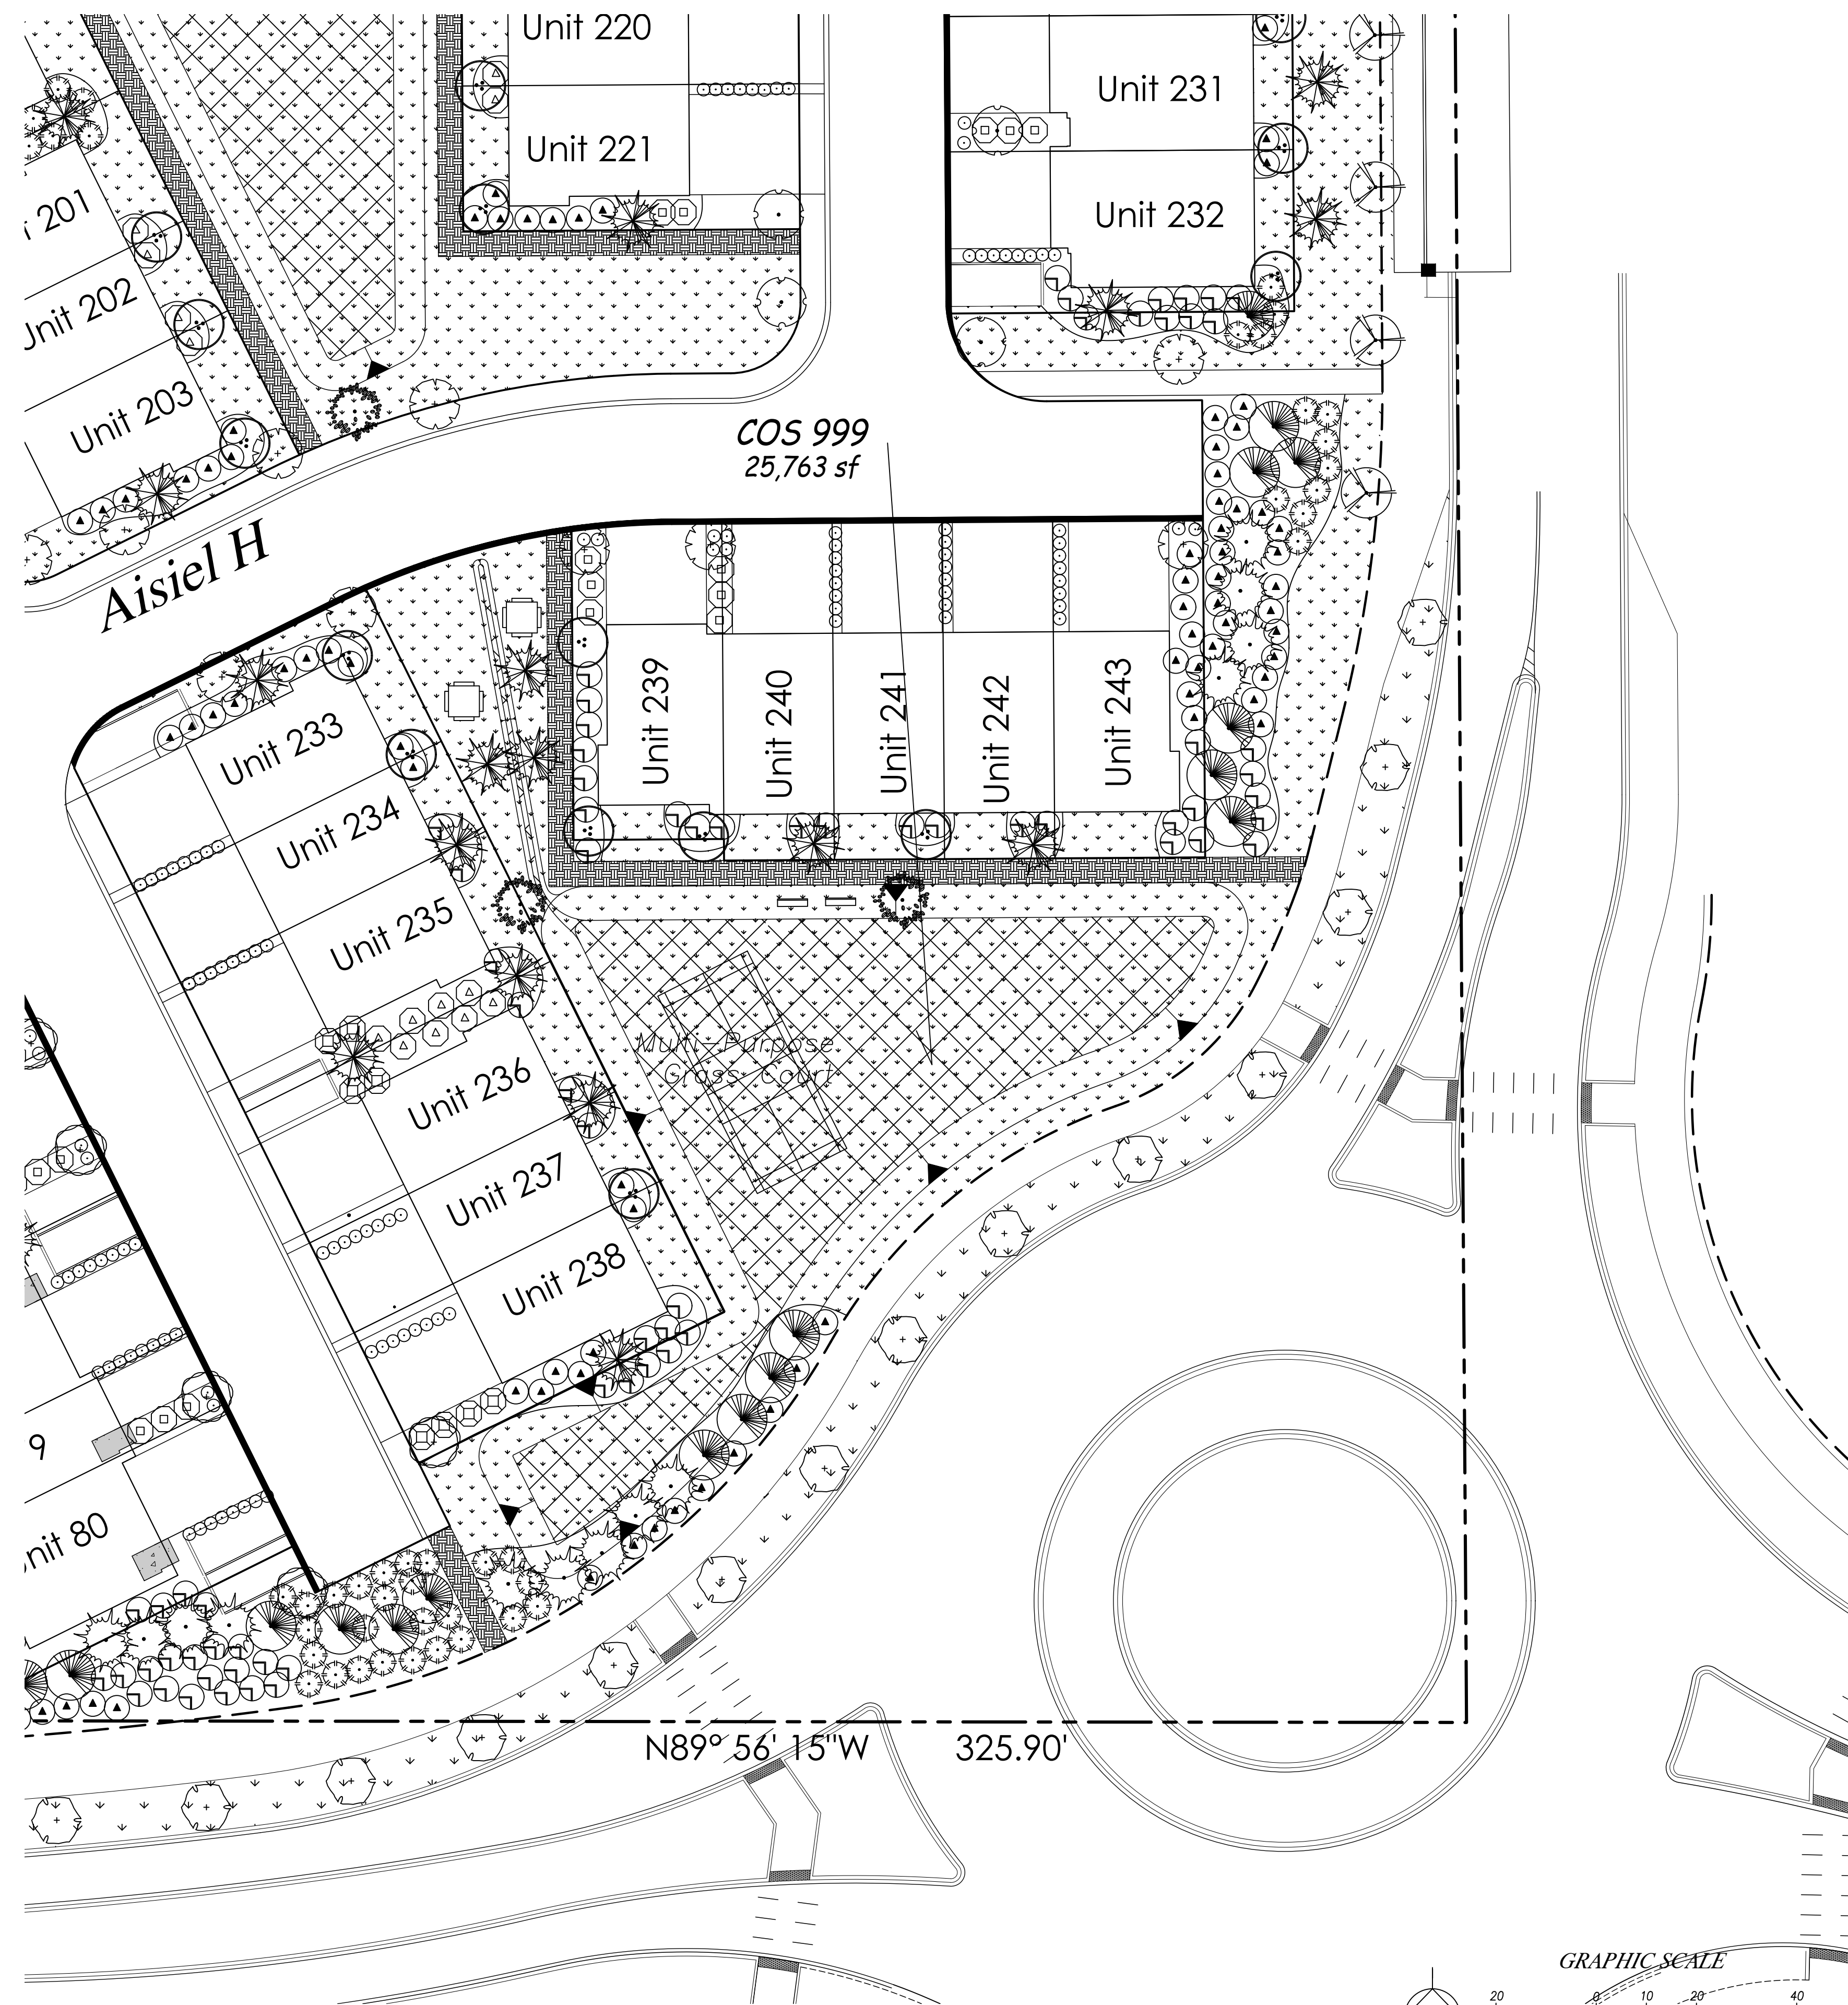 Unit 220
Unit 221
Unit 231
Unit 232
201
Unit 202
Unit 203
COS 999
25,763 sf
Aisiel H
Unit 233
Unit 234
Unit 235
Unit 236
Unit 237
Unit 238
Unit 239
Unit 240
Unit 241
Unit 242
Unit 243
Multi-Purpose
Grass Court
9
Unit 80
N89° 56' 15"W 325.90'
GRAPHIC SCALE
20 0 10 20 40